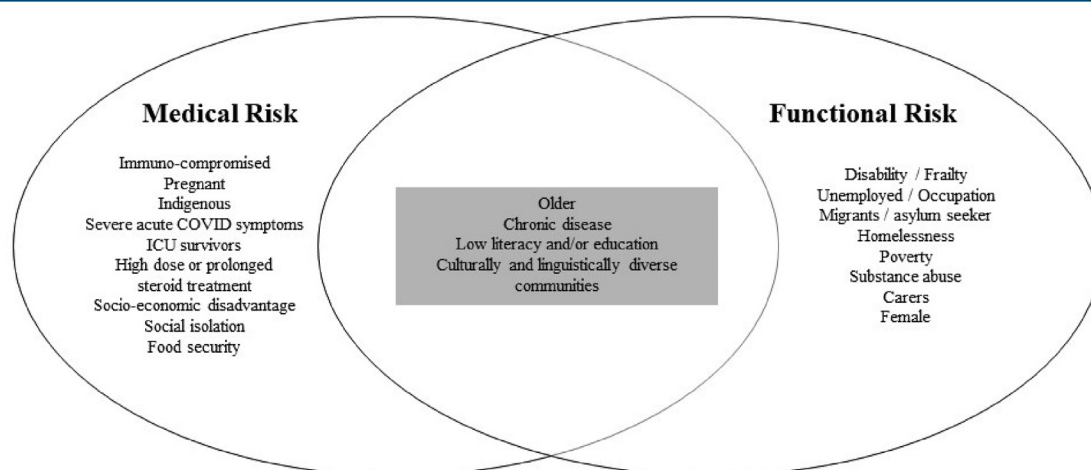 Medical Risk
Immuno-compromised
Pregnant
Indigenous
Severe acute COVID symptoms
ICU survivors
High dose or prolonged
steroid treatment
Socio-economic disadvantage
Social isolation
Food security
Older
Chronic disease
Low literacy and/or education
Culturally and linguistically diverse
communities
Functional Risk
Disability / Frailty
Unemployed / Occupation
Migrants / asylum seeker
Homelessness
Poverty
Substance abuse
Carers
Female